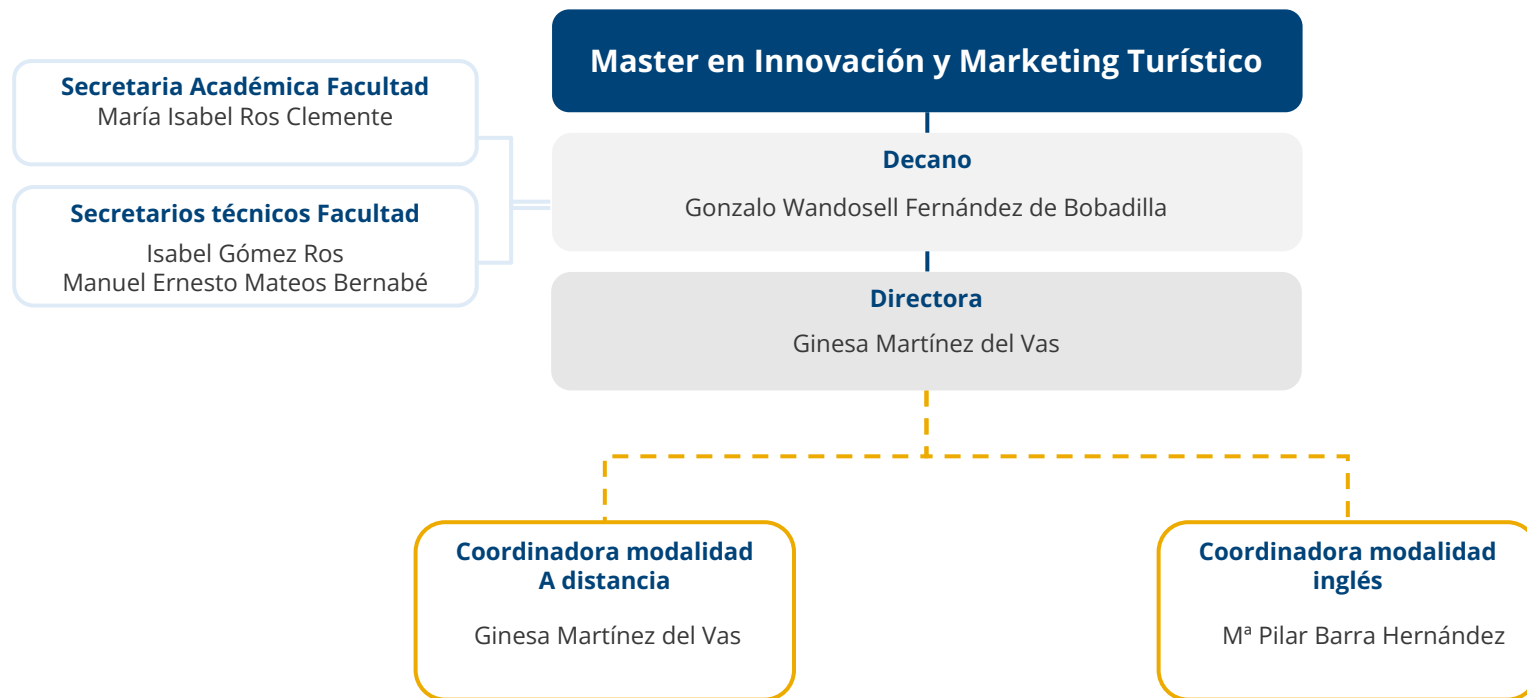 Master en Innovación y Marketing Turístico
Secretaria Académica Facultad
María Isabel Ros Clemente
Secretarios técnicos Facultad
Isabel Gómez Ros
Manuel Ernesto Mateos Bernabé
Decano
Gonzalo Wandosell Fernández de Bobadilla
Directora
Ginesa Martínez del Vas
Coordinadora modalidad
A distancia
Ginesa Martínez del Vas
Coordinadora modalidad
inglés
Mª Pilar Barra Hernández